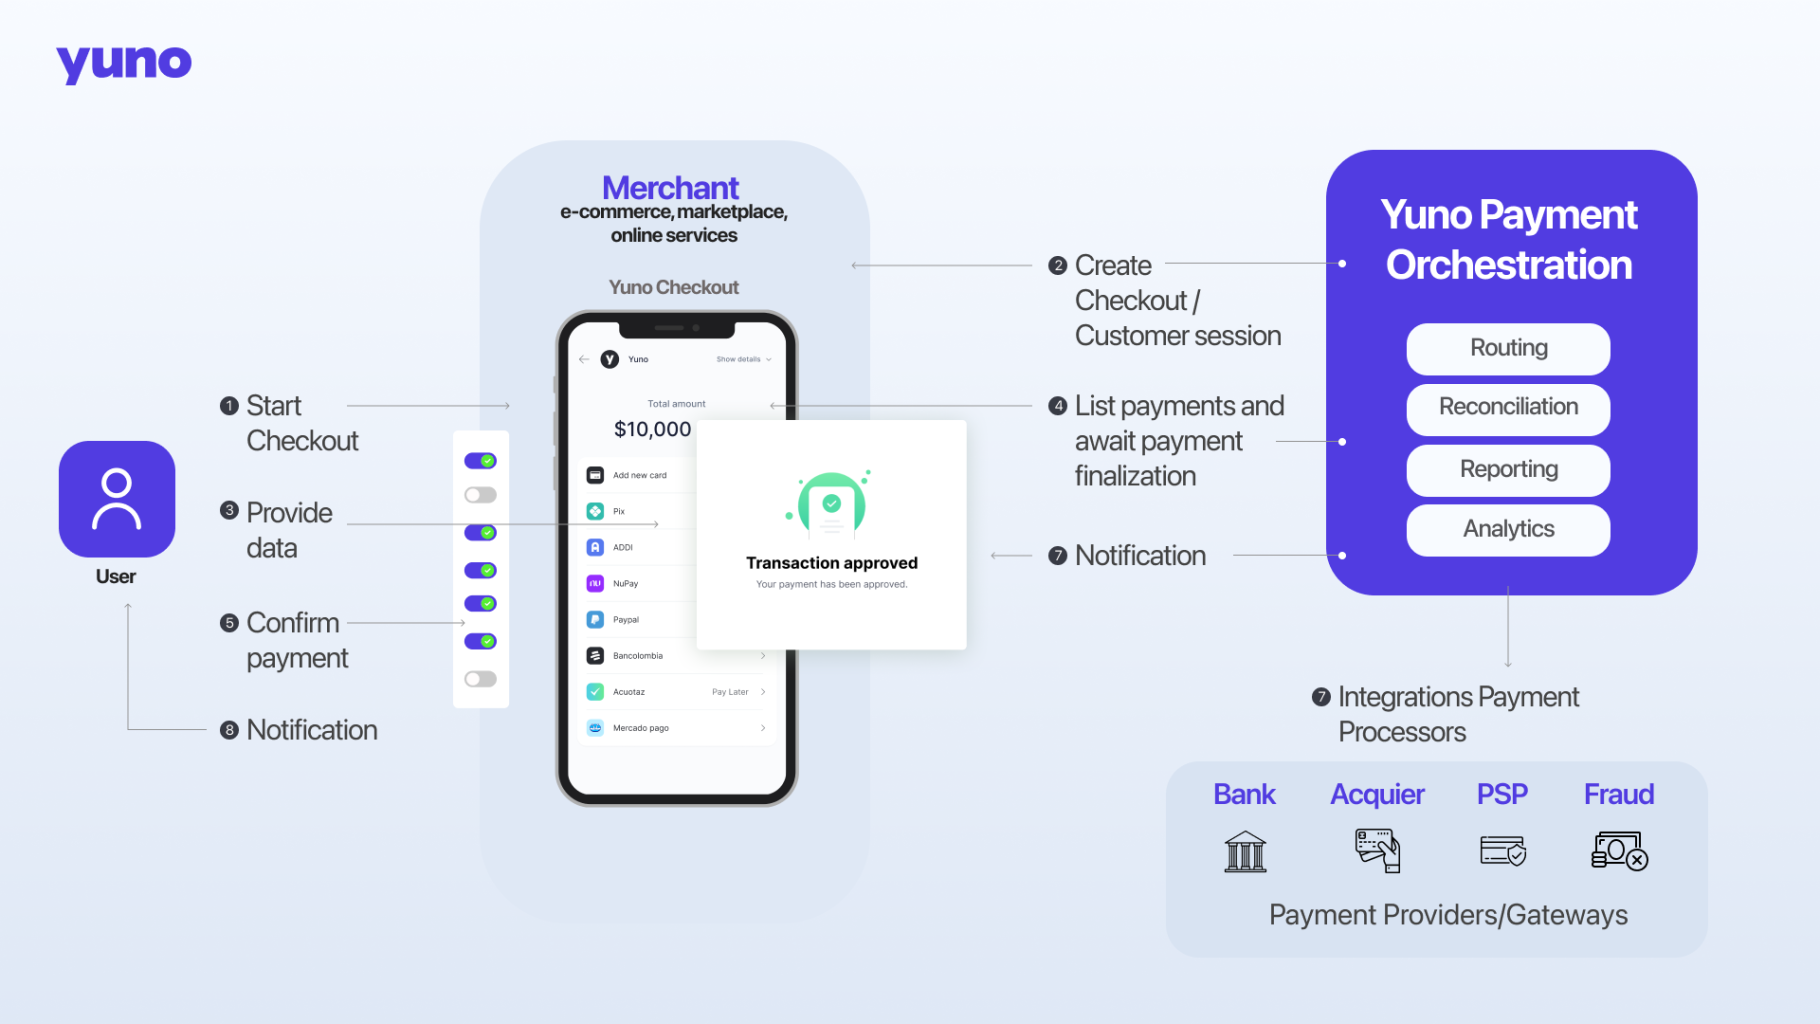 yuno
Merchant
e-commerce, marketplace,
online services
Yuno Checkout
y
Yuno
Show details
Total amount
$10,000
Add new card
Pix
ADDI
NuPay
Paypal
Bancolombia
Acuotaz
Pay Later
Mercado pago
Transaction approved
Your payment has been approved.
1 Start
Checkout
3 Provide
data
5 Confirm
payment
8 Notification
User
2 Create
Checkout /
Customer session
4 List payments and
await payment
finalization
7 Notification
Yuno Payment
Orchestration
Routing
Reconciliation
Reporting
Analytics
7 Integrations Payment
Processors
Bank
Acquier
PSP
Fraud
Payment Providers/Gateways